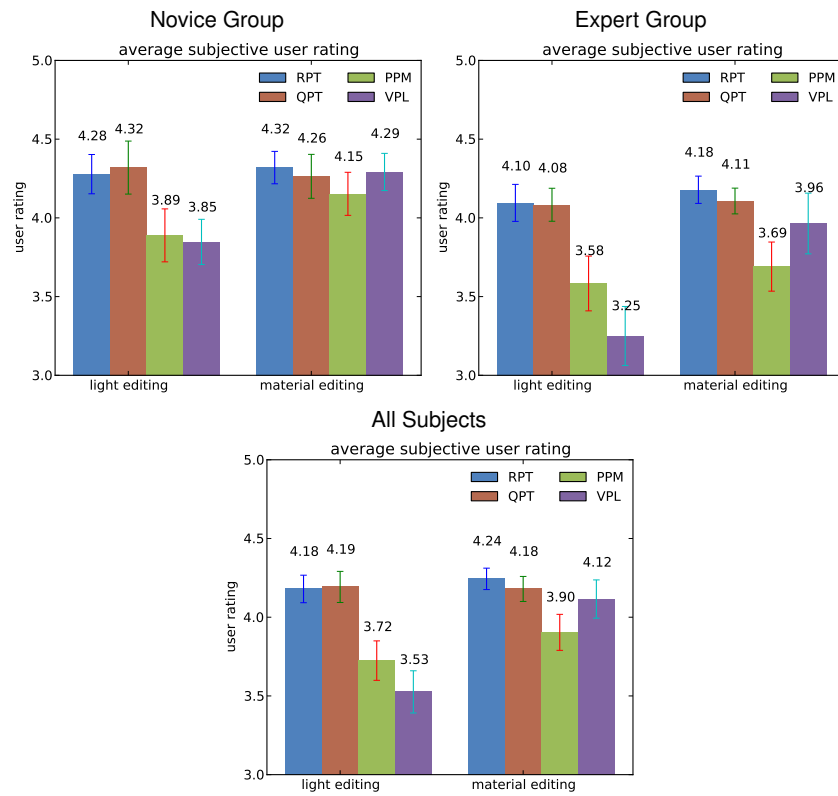 Novice Group
average subjective user rating
RPT PPM
QPT VPL
5.0
4.5
4.0
3.5
3.0
user rating
4.28 4.32 3.89 3.85 4.32 4.26 4.15 4.29
light editing material editing
Expert Group
average subjective user rating
RPT PPM
QPT VPL
5.0
4.5
4.0
3.5
3.0
user rating
4.10 4.08 3.58 3.25 4.18 4.11 3.69 3.96
light editing material editing
All Subjects
average subjective user rating
RPT PPM
QPT VPL
5.0
4.5
4.0
3.5
3.0
user rating
4.18 4.19 3.72 3.53 4.24 4.18 3.90 4.12
light editing material editing